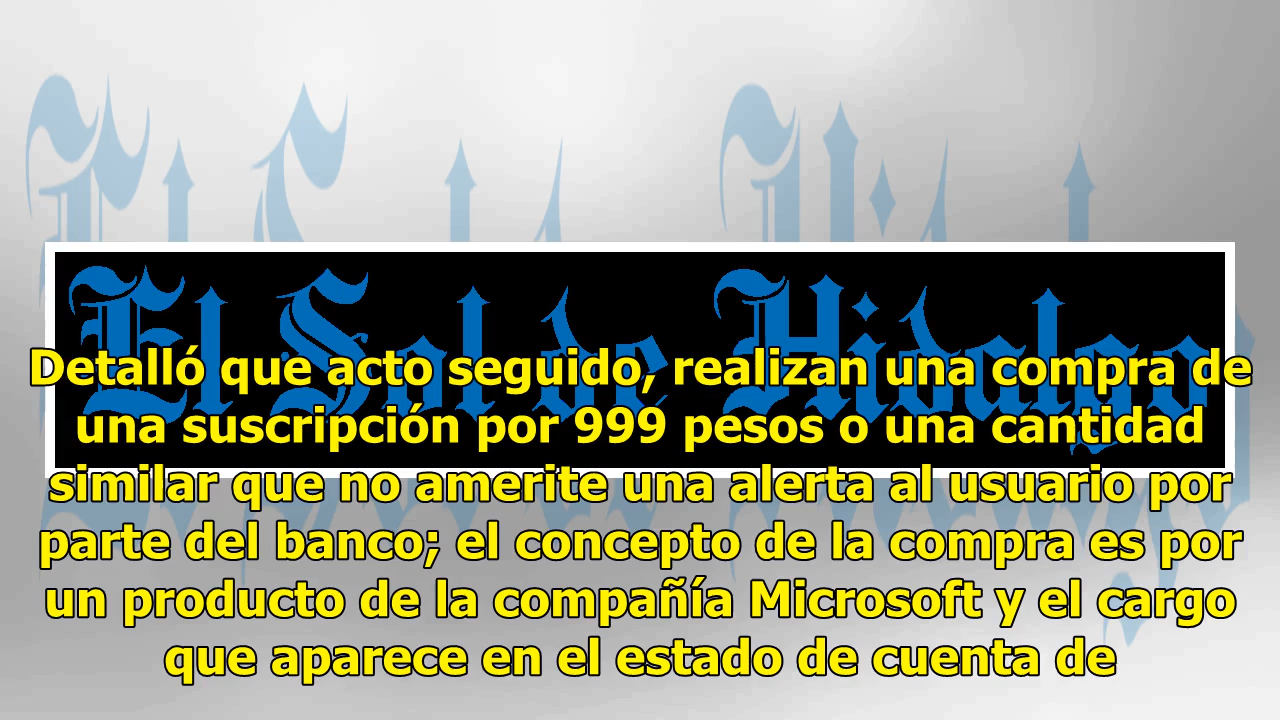 El Sol de Hidalgo
Detalló que acto seguido, realizan una compra de
una suscripción por 999 pesos o una cantidad
similar que no amerite una alerta al usuario por
parte del banco; el concepto de la compra es por
un producto de la compañía Microsoft y el cargo
que aparece en el estado de cuenta de